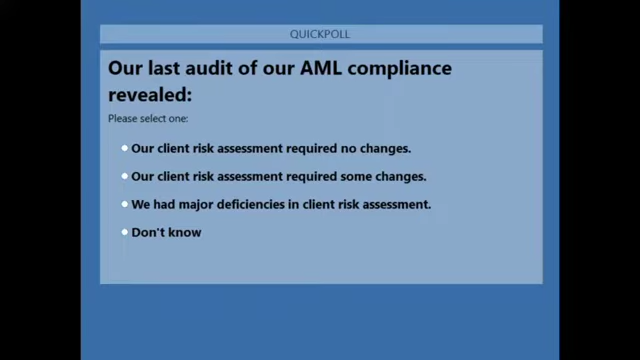 QUICKPOLL
Our last audit of our AML compliance
revealed:
Please select one:
Our client risk assessment required no changes.
Our client risk assessment required some changes.
We had major deficiencies in client risk assessment.
Don't know